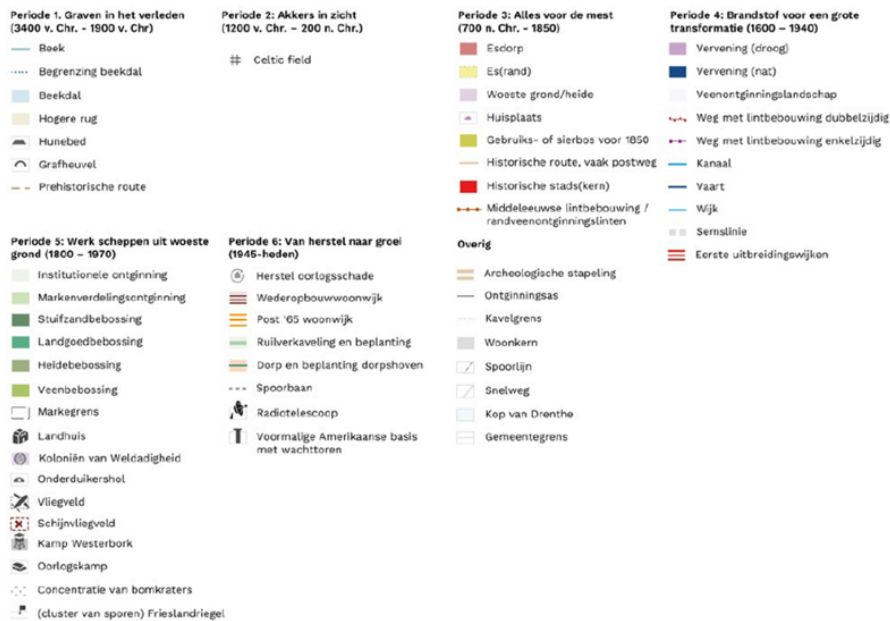 Periode 1. Graven in het verleden
(3400 v. Chr. - 1900 v. Chr)
Beek
Begrenzing beekdal
Beekdal
Hogere rug
Hunebed
Grafheuvel
Prehistorische route
Periode 2: Akkers in zicht
(1200 v. Chr. – 200 n. Chr.)
Celtic field
Periode 3: Alles voor de mest
(700 n. Chr. - 1850)
Esdorp
Es(rand)
Woeste grond/heide
Huisplaats
Gebruiks- of sierbos voor 1850
Historische route, vaak postweg
Historische stads(kern)
Middeleeuwse lintbebouwing /
randveenontginningslinten
Overig
Archeologische stapeling
Ontginningsas
Kavelgrens
Woonkern
Spoorlijn
Snelweg
Kop van Drenthe
Gemeentegrens
Periode 4: Brandstof voor een grote
transformatie (1600 – 1940)
Vervening (droog)
Vervening (nat)
Veenontginningslandschap
Weg met lintbebouwing dubbelzijdig
Weg met lintbebouwing enkelzijdig
Kanaal
Vaart
Wijk
Semslinie
Eerste uitbreidingswijken
Periode 5: Werk scheppen uit woeste
grond (1800 – 1970)
Institutionele ontginning
Markenverdelingsontginning
Stuifzandbebossing
Landgoedbebossing
Heidebebossing
Veenbebossing
Markegrens
Landhuis
Koloniën van Weldadigheid
Onderduikershol
Vliegveld
Schijnvliegveld
Kamp Westerbork
Oorlogskamp
Concentratie van bomkraters
(cluster van sporen) Frieslandriegel
Periode 6: Van herstel naar groei
(1945-heden)
Herstel oorlogsschade
Wederopbouwwoonwijk
Post '65 woonwijk
Ruilverkaveling en beplanting
Dorp en beplanting dorpshoven
Spoorbaan
Radiotelescoop
Voormalige Amerikaanse basis
met wachttoren